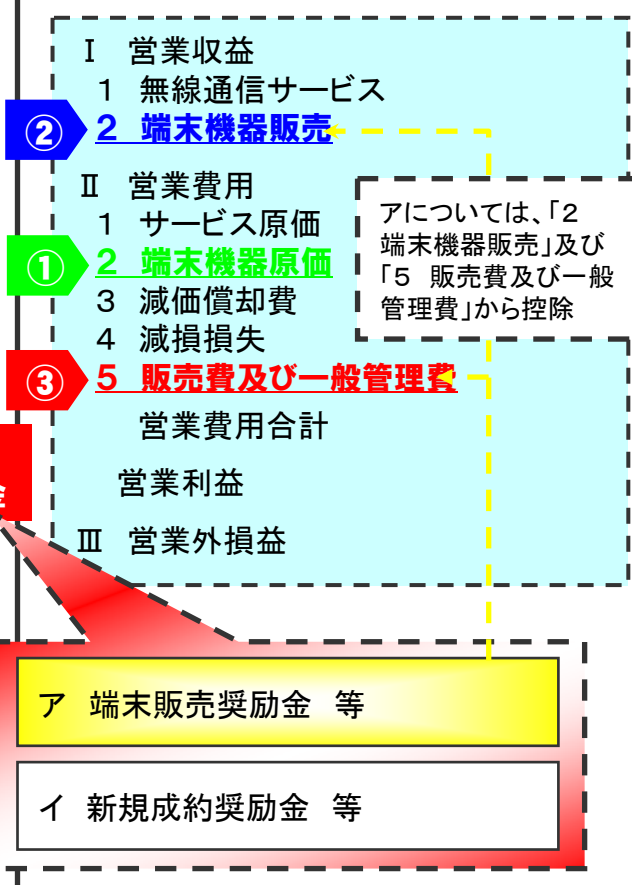 Ⅰ 営業収益
1 無線通信サービス
② 2 端末機器販売
Ⅱ 営業費用
1 サービス原価
① 2 端末機器原価
3 減価償却費
4 減損損失
③ 5 販売費及び一般管理費
営業費用合計
営業利益
Ⅲ 営業外損益
アについては、「2
端末機器販売」及び
「5 販売費及び一般
管理費」から控除
ア 端末販売奨励金 等
イ 新規成約奨励金 等